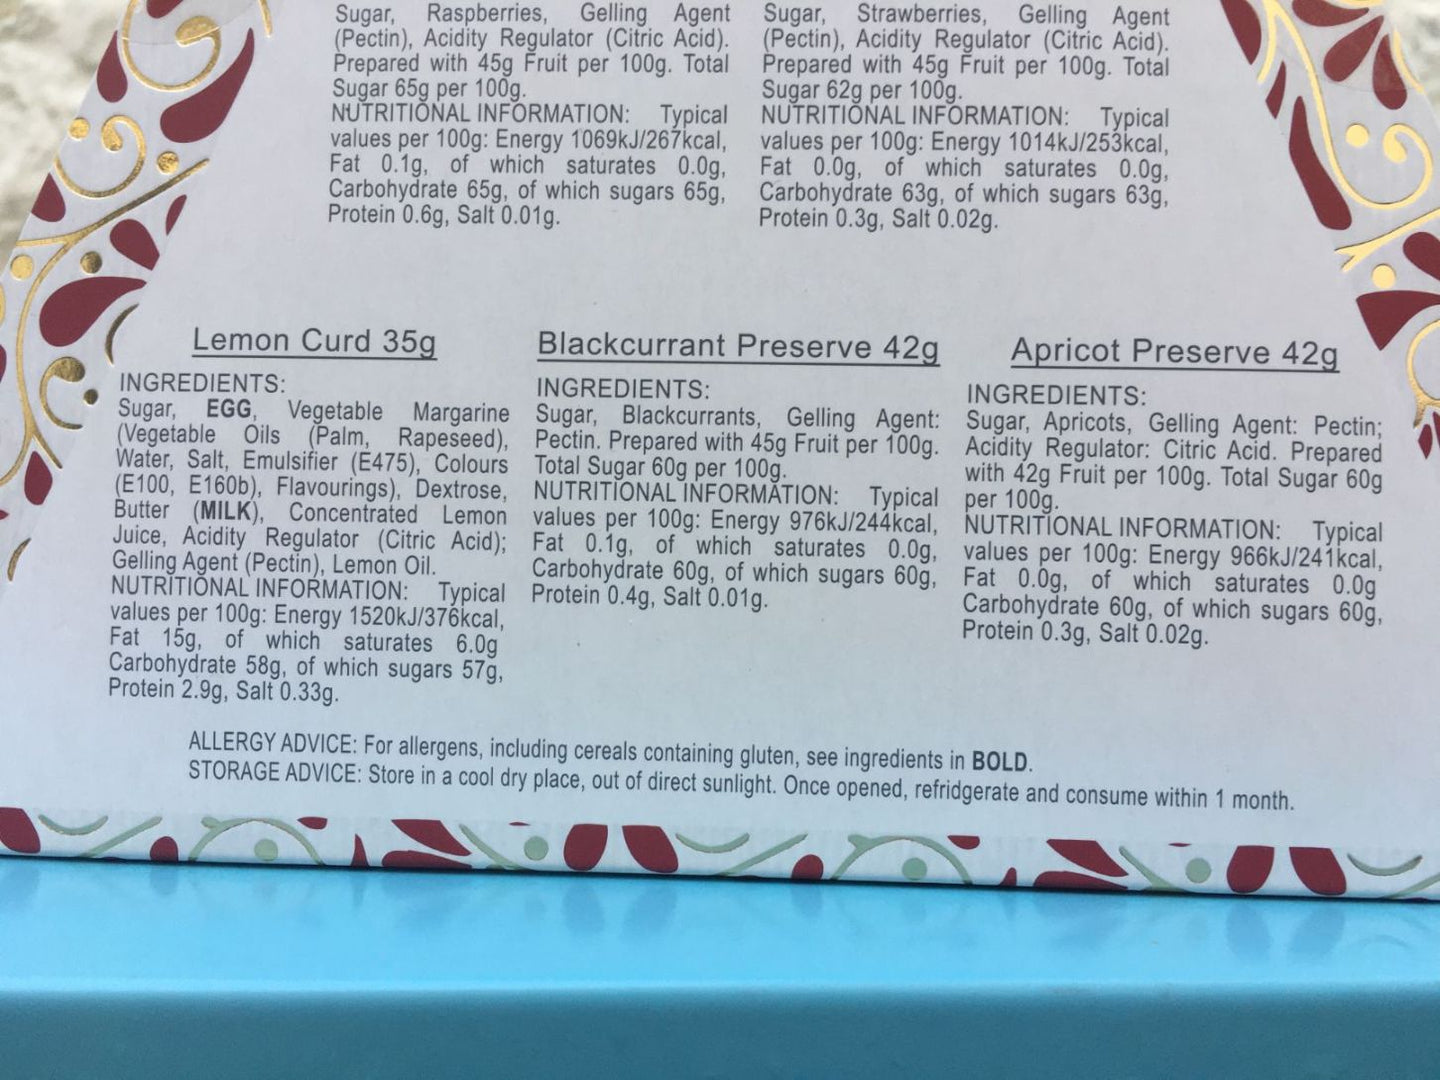 Sugar, Raspberries, Gelling Agent
(Pectin), Acidity Regulator (Citric Acid).
Prepared with 45g Fruit per 100g. Total
Sugar 65g per 100g.
NUTRITIONAL INFORMATION: Typical
values per 100g: Energy 1069kJ/267kcal,
Fat 0.1g, of which saturates 0.0g,
Carbohydrate 65g, of which sugars 65g,
Protein 0.6g, Salt 0.01g.
Sugar, Strawberries, Gelling Agent
(Pectin), Acidity Regulator (Citric Acid).
Prepared with 45g Fruit per 100g. Total
Sugar 62g per 100g.
NUTRITIONAL INFORMATION: Typical
values per 100g: Energy 1014kJ/253kcal,
Fat 0.0g, of which saturates 0.0g,
Carbohydrate 63g, of which sugars 63g,
Protein 0.3g, Salt 0.02g.
Lemon Curd 35g
INGREDIENTS:
Sugar, EGG, Vegetable Margarine
(Vegetable Oils (Palm, Rapeseed),
Water, Salt, Emulsifier (E475), Colours
(E100, E160b), Flavourings), Dextrose,
Butter (MILK), Concentrated Lemon
Juice, Acidity Regulator (Citric Acid);
Gelling Agent (Pectin), Lemon Oil.
NUTRITIONAL INFORMATION: Typical
values per 100g: Energy 1520kJ/376kcal,
Fat 15g, of which saturates 6.0g
Carbohydrate 58g, of which sugars 57g,
Protein 2.9g, Salt 0.33g.
Blackcurrant Preserve 42g
INGREDIENTS:
Sugar, Blackcurrants, Gelling Agent:
Pectin. Prepared with 45g Fruit per 100g.
Total Sugar 60g per 100g.
NUTRITIONAL INFORMATION: Typical
values per 100g: Energy 976kJ/244kcal,
Fat 0.1g, of which saturates 0.0g,
Carbohydrate 60g, of which sugars 60g,
Protein 0.4g, Salt 0.01g.
Apricot Preserve 42g
INGREDIENTS:
Sugar, Apricots, Gelling Agent: Pectin;
Acidity Regulator: Citric Acid. Prepared
with 42g Fruit per 100g. Total Sugar 60g
per 100g.
NUTRITIONAL INFORMATION: Typical
values per 100g: Energy 966kJ/241kcal,
Fat 0.0g, of which saturates 0.0g
Carbohydrate 60g, of which sugars 60g,
Protein 0.3g, Salt 0.02g.
ALLERGY ADVICE: For allergens, including cereals containing gluten, see ingredients in BOLD.
STORAGE ADVICE: Store in a cool dry place, out of direct sunlight. Once opened, refridgerate and consume within 1 month.